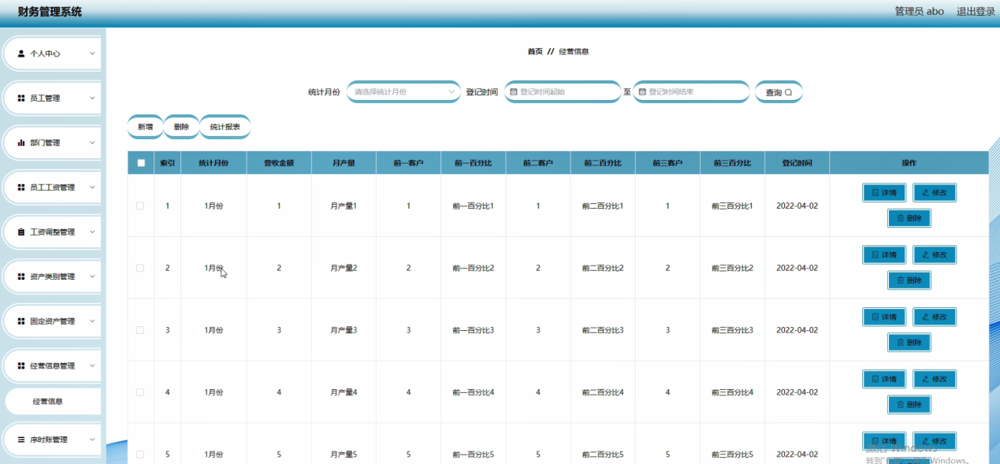 财务管理系统
管理员 abo 退出登录
个人中心
员工管理
部门管理
员工工资管理
工资调整管理
资产类别管理
固定资产管理
经营信息管理
经营信息
序时账管理
首页 // 经营信息
统计月份 请选择统计月份 登记时间 登记时间起始 至 登记时间结束 查询
新增 删除 统计报表
索引 统计月份 营收金额 月产量 前一客户 前一百分比 前二客户 前二百分比 前三客户 前三百分比 登记时间 操作
1 1月份 1 月产量1 1 前一百分比1 1 前二百分比1 1 前三百分比1 2022-04-02 详情 修改
删除
2 1月份 2 月产量2 2 前一百分比2 2 前二百分比2 2 前三百分比2 2022-04-02 详情 修改
删除
3 1月份 3 月产量3 3 前一百分比3 3 前二百分比3 3 前三百分比3 2022-04-02 详情 修改
删除
4 1月份 4 月产量4 4 前一百分比4 4 前二百分比4 4 前三百分比4 2022-04-02 详情 修改
删除
5 1月份 5 月产量5 5 前一百分比5 5 前二百分比5 5 前三百分比5 2022-04-02 详情 修改
激活 Windows
转到"
Windows。